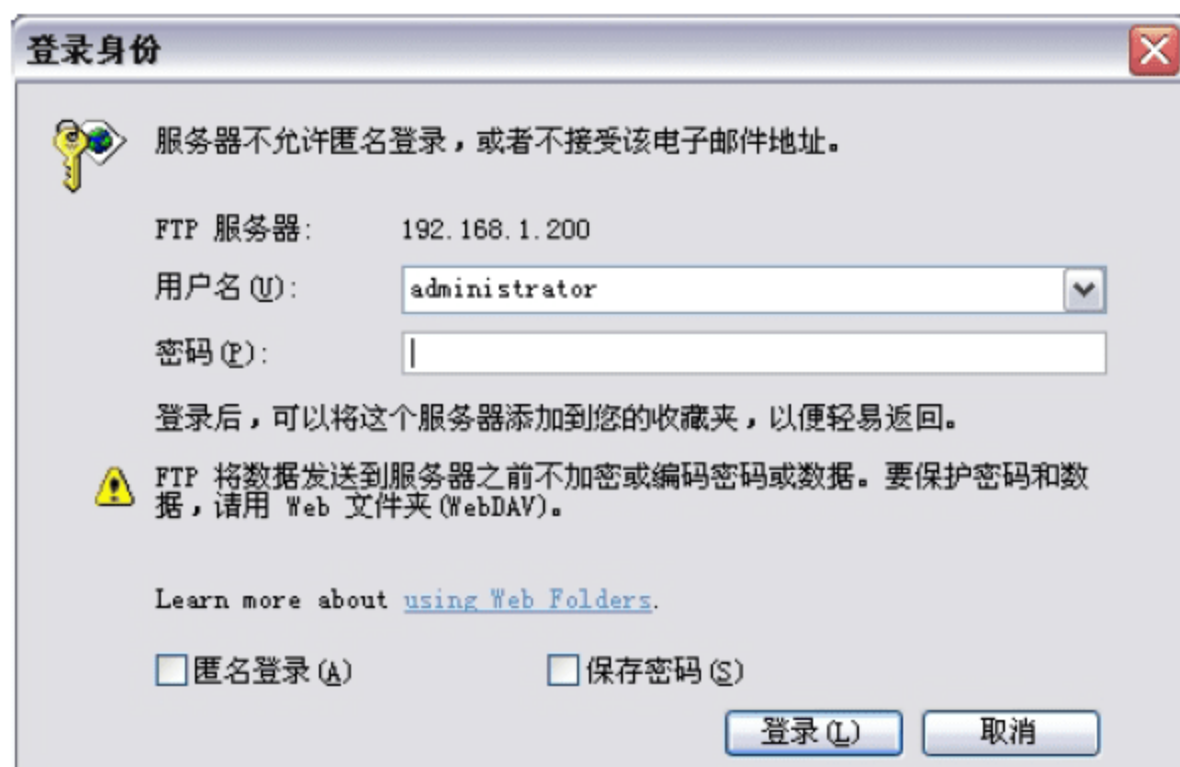 登录身份
服务器不允许匿名登录，或者不接受该电子邮件地址。
FTP 服务器: 192.168.1.200
用户名(U): administrator
密码(P):
登录后，可以将这个服务器添加到您的收藏夹，以便轻易返回。
FTP 将数据发送到服务器之前不加密或编码密码或数据。要保护密码和数
据，请用 Web 文件夹(WebDAV)。
Learn more about using Web Folders.
匿名登录(A) 保存密码(S)
登录(L) 取消